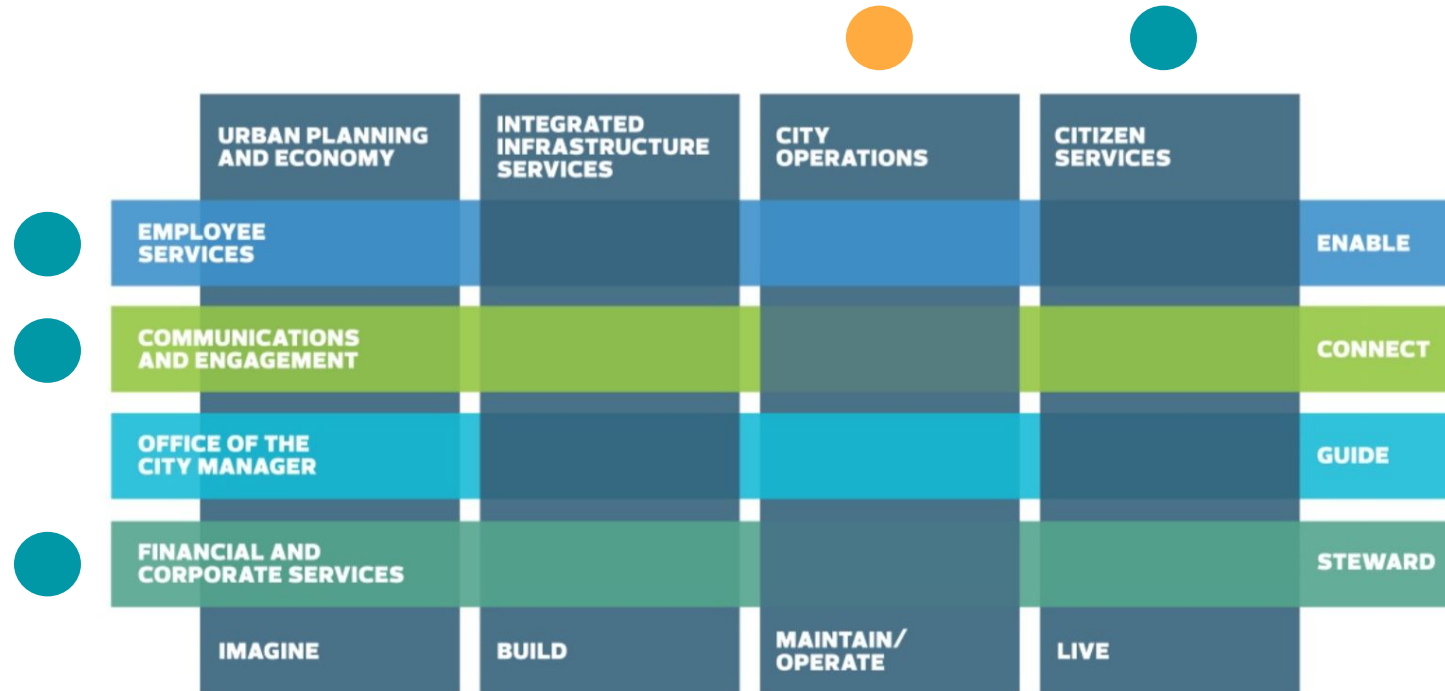 URBAN PLANNING
AND ECONOMY
INTEGRATED
INFRASTRUCTURE
SERVICES
CITY
OPERATIONS
CITIZEN
SERVICES
EMPLOYEE
SERVICES
ENABLE
COMMUNICATIONS
AND ENGAGEMENT
CONNECT
OFFICE OF THE
CITY MANAGER
GUIDE
FINANCIAL AND
CORPORATE SERVICES
STEWARD
IMAGINE
BUILD
MAINTAIN/
OPERATE
LIVE